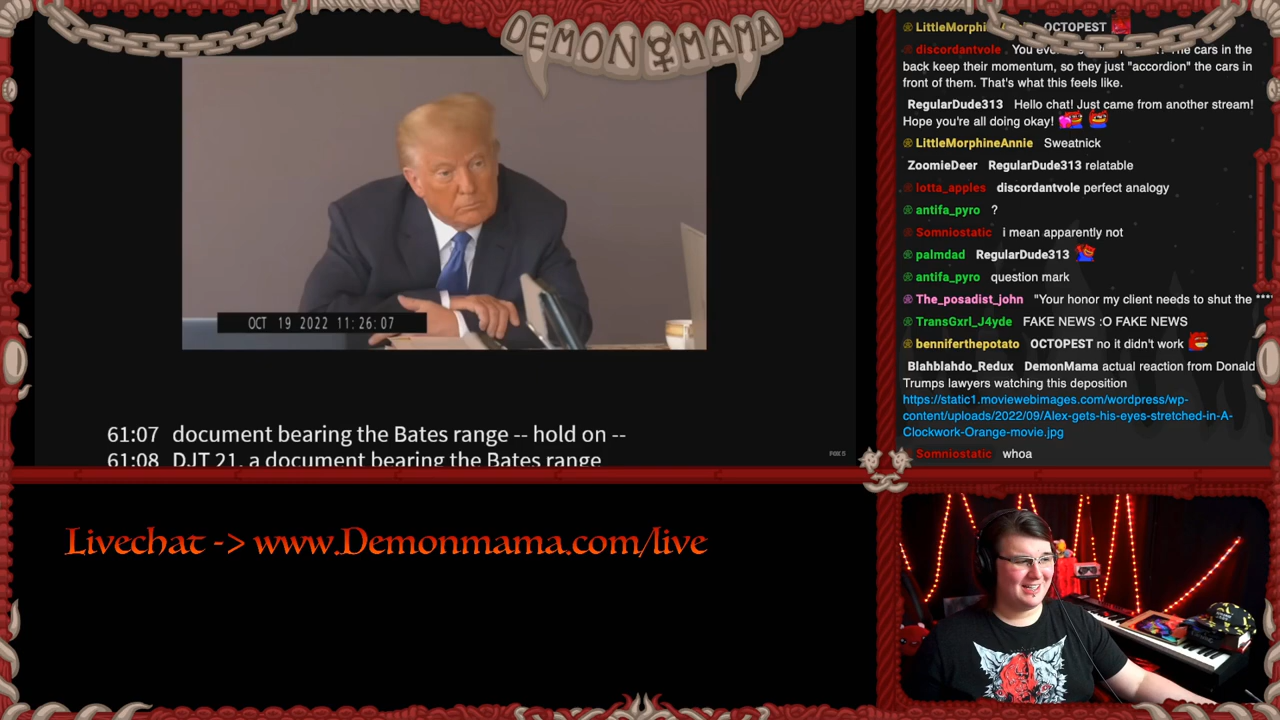 DEMON MAMA
LittleMorphi OCTOPEST
discordantvole You eve The cars in the
back keep their momentum, so they just "accordion" the cars in
front of them. That's what this feels like.
RegularDude313 Hello chat! Just came from another stream!
Hope you're all doing okay!
LittleMorphineAnnie Sweatnick
ZoomieDeer RegularDude313 relatable
lotta_apples discordantvole perfect analogy
antifa_pyro ?
Somniostatic i mean apparently not
palmdad RegularDude313
antifa_pyro question mark
The_posadist_john "Your honor my client needs to shut the ****
TransGxrl_J4yde FAKE NEWS :O FAKE NEWS
benniferthepotato OCTOPEST no it didn't work
Blahblahdo_Redux DemonMama actual reaction from Donald
Trumps lawyers watching this deposition
https://static1.moviewebimages.com/wordpress/wp-
content/uploads/2022/09/Alex-gets-his-eyes-stretched-in-A-
Clockwork-Orange-movie.jpg
Somniostatic whoa
OCT 19 2022 11:26:07
61:07 document bearing the Bates range -- hold on --
61:08 DJT 21, a document bearing the Bates range
FOX 5
Livechat -> www.Demonmama.com/live